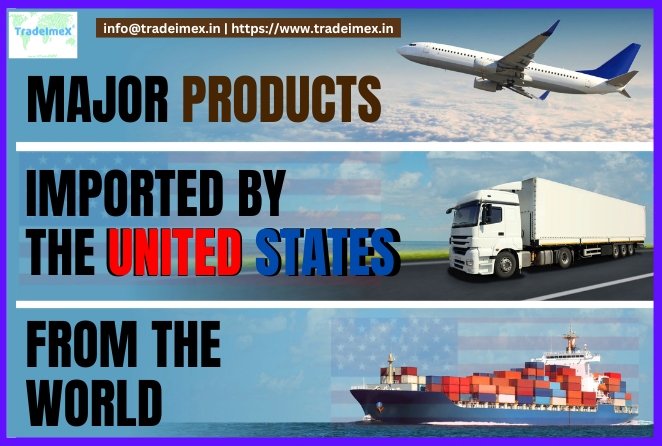 TradeImeX
info@tradeimex.in | https://www.tradeimex.in
MAJOR PRODUCTS
IMPORTED BY
THE UNITED STATES
FROM THE
WORLD